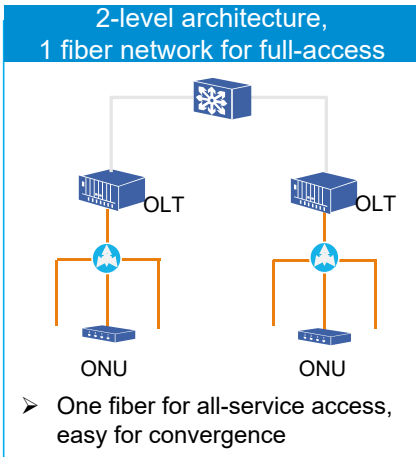 2-level architecture,
1 fiber network for full-access
OLT
OLT
ONU
ONU
➢ One fiber for all-service access,
easy for convergence